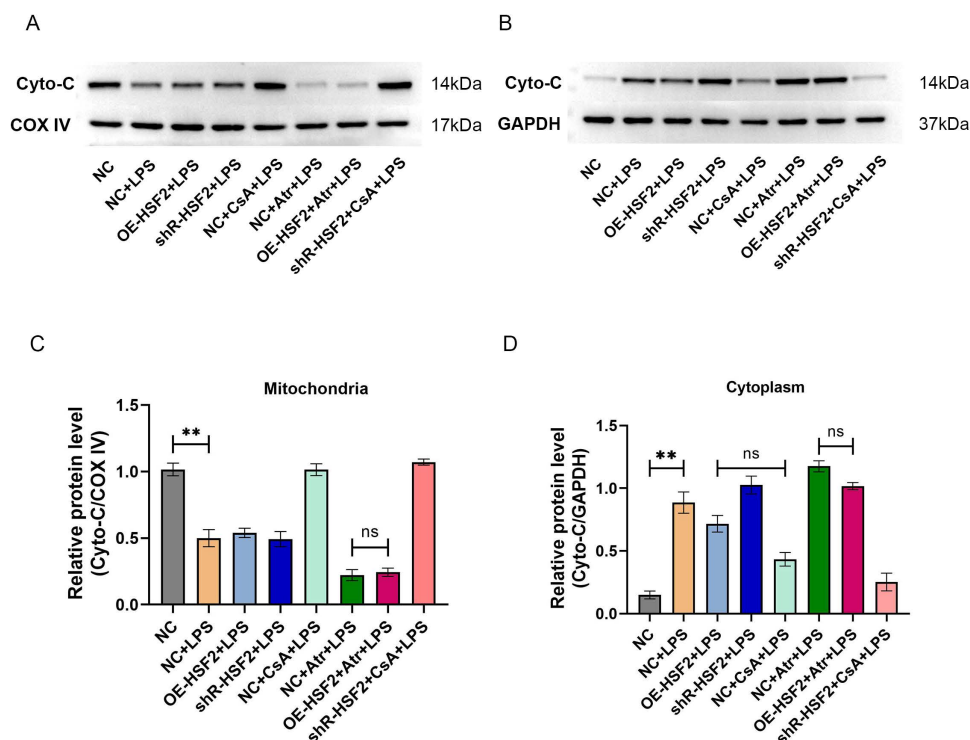 A
Cyto-C
14kDa
COX IV
17kDa
NC
NC+LPS
OE-HSF2+LPS
shR-HSF2+LPS
NC+CsA+LPS
NC+Atr+LPS
OE-HSF2+Atr+LPS
shR-HSF2+CsA+LPS
B
Cyto-C
14kDa
GAPDH
37kDa
NC
NC+LPS
OE-HSF2+LPS
shR-HSF2+LPS
NC+CsA+LPS
NC+Atr+LPS
OE-HSF2+Atr+LPS
shR-HSF2+CsA+LPS
C
Mitochondria
Relative protein level
(Cyto-C/COX IV)
1.5
1.0
0.5
0.0
**
ns
NC
NC+LPS
OE-HSF2+LPS
shR-HSF2+LPS
NC+CsA+LPS
NC+Atr+LPS
OE-HSF2+Atr+LPS
shR-HSF2+CsA+LPS
D
Cytoplasm
Relative protein level
(Cyto-C/GAPDH)
1.5
1.0
0.5
0.0
**
ns
ns
NC
NC+LPS
OE-HSF2+LPS
shR-HSF2+LPS
NC+CsA+LPS
NC+Atr+LPS
OE-HSF2+Atr+LPS
shR-HSF2+CsA+LPS